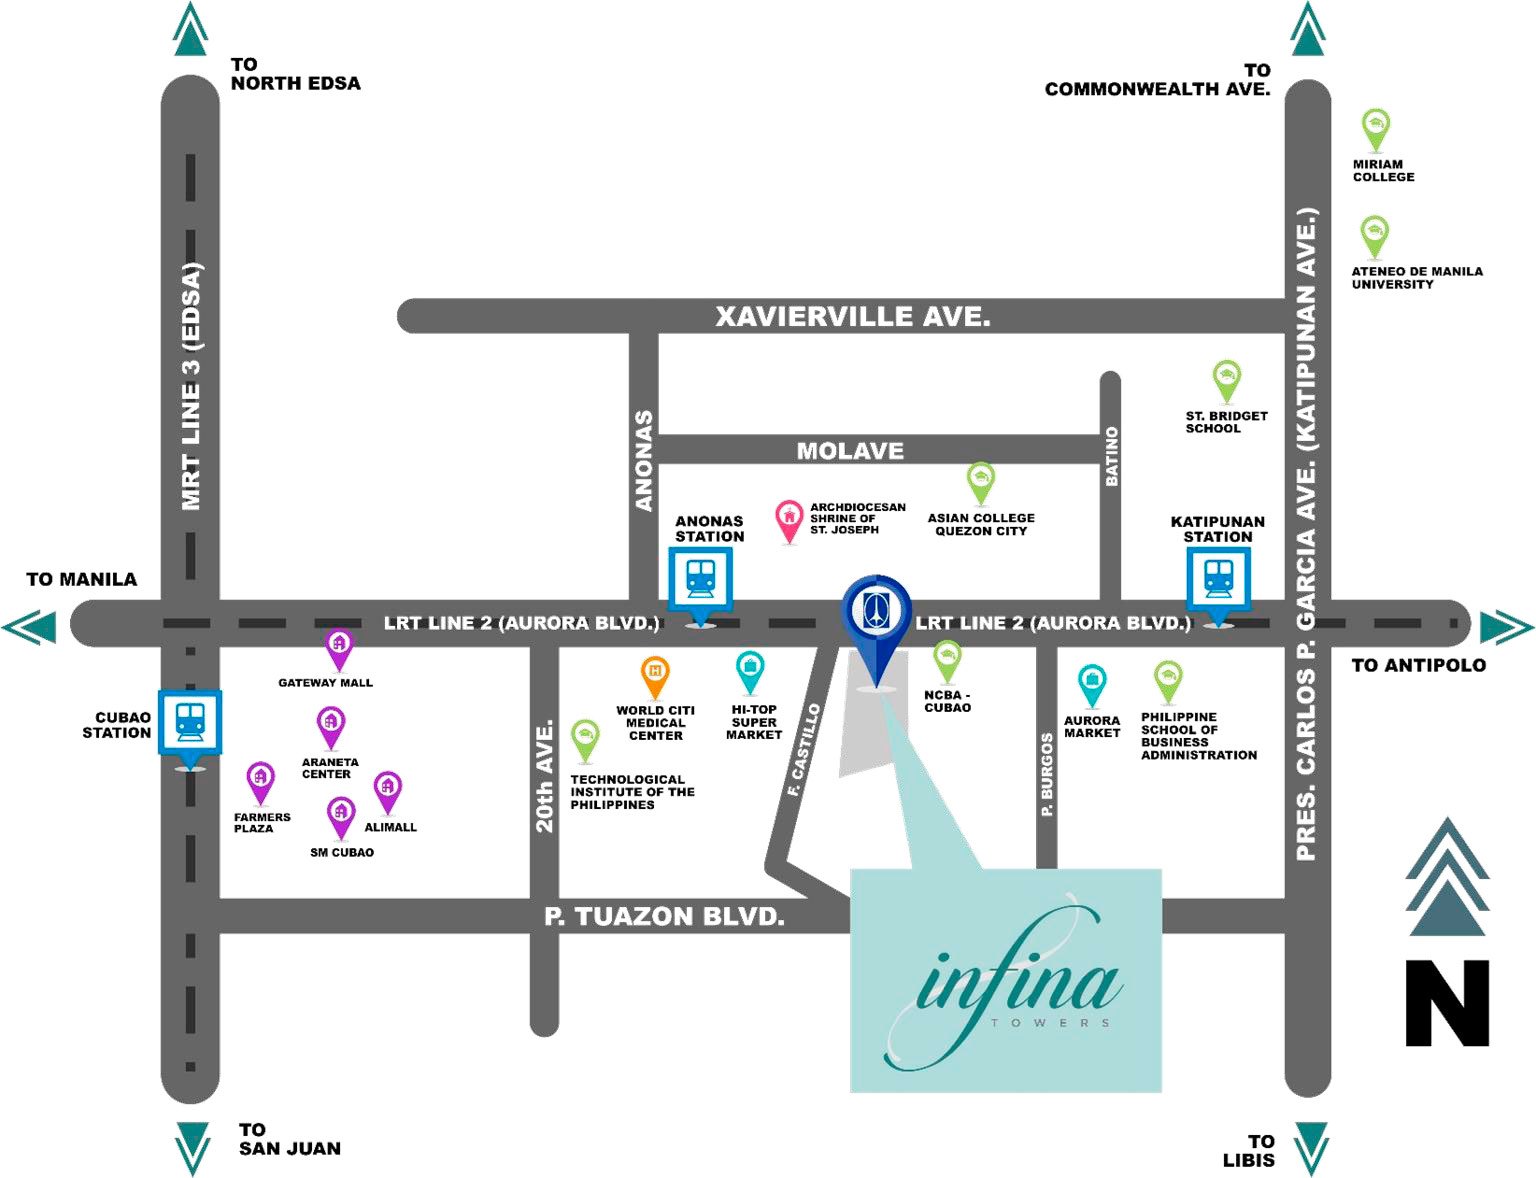 TO
NORTH EDSA
TO
COMMONWEALTH AVE.
MIRIAM
COLLEGE
ATENEO DE MANILA
UNIVERSITY
MRT LINE 3 (EDSA)
XAVIERVILLE AVE.
PRES. CARLOS P. GARCIA AVE. (KATIPUNAN AVE.)
ST. BRIDGET
SCHOOL
ANONAS
MOLAVE
BATINO
ARCHDIOCESAN
SHRINE OF
ST. JOSEPH
ASIAN COLLEGE
QUEZON CITY
ANONAS
STATION
KATIPUNAN
STATION
TO MANILA
LRT LINE 2 (AURORA BLVD.)
LRT LINE 2 (AURORA BLVD.)
TO ANTIPOLO
GATEWAY MALL
CUBAO
STATION
ARANETA
CENTER
FARMERS
PLAZA
ALIMALL
SM CUBAO
20th AVE.
WORLD CITI
MEDICAL
CENTER
HI-TOP
SUPER
MARKET
TECHNOLOGICAL
INSTITUTE OF THE
PHILIPPINES
F. CASTILLO
NCBA -
CUBAO
P. BURGOS
AURORA
MARKET
PHILIPPINE
SCHOOL OF
BUSINESS
ADMINISTRATION
P. TUAZON BLVD.
infina
TOWERS
N
TO
SAN JUAN
TO
LIBIS